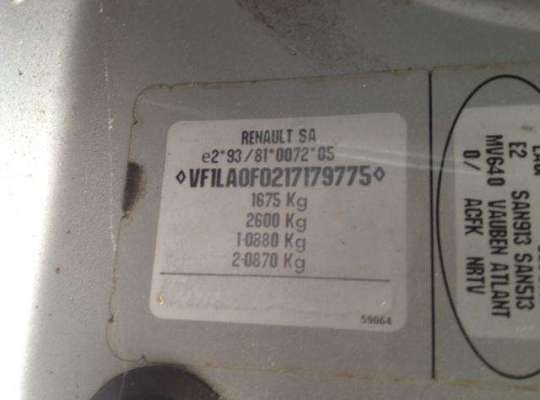 RENAULT SA
e2*93/81*0072*05
◊VF1LA0F0217179775◊
1675 Kg
2600 Kg
1-0880 Kg
2-0870 Kg
59064
E2 SAN913 SAN513
MV640 VAUBEN ATLANT
0/ ACFK NRTV